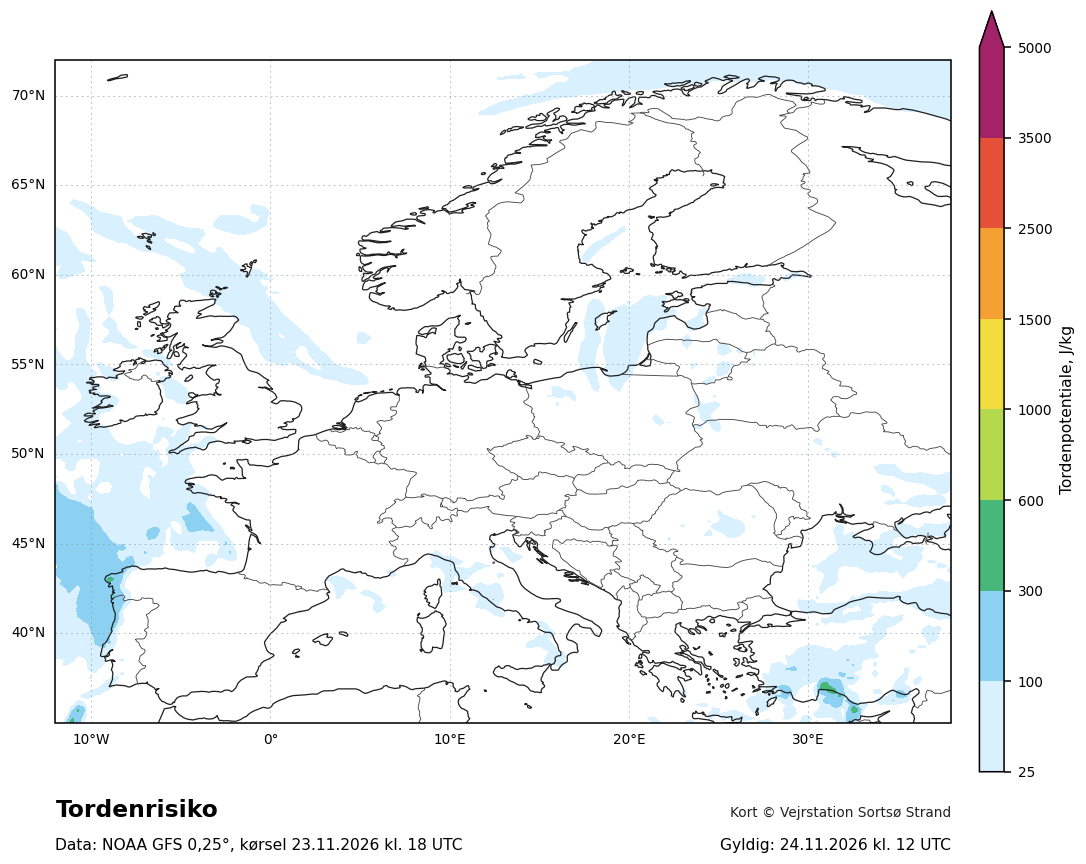 70°N
65°N
60°N
55°N
50°N
45°N
40°N
10°W
0°
10°E
20°E
30°E
5000
3500
2500
1500
1000
600
300
100
25
Tordenpotentiale, J/kg
Tordenrisiko
Kort © Vejrstation Sortsø Strand
Data: NOAA GFS 0,25°, kørsel 23.11.2026 kl. 18 UTC
Gyldig: 24.11.2026 kl. 12 UTC